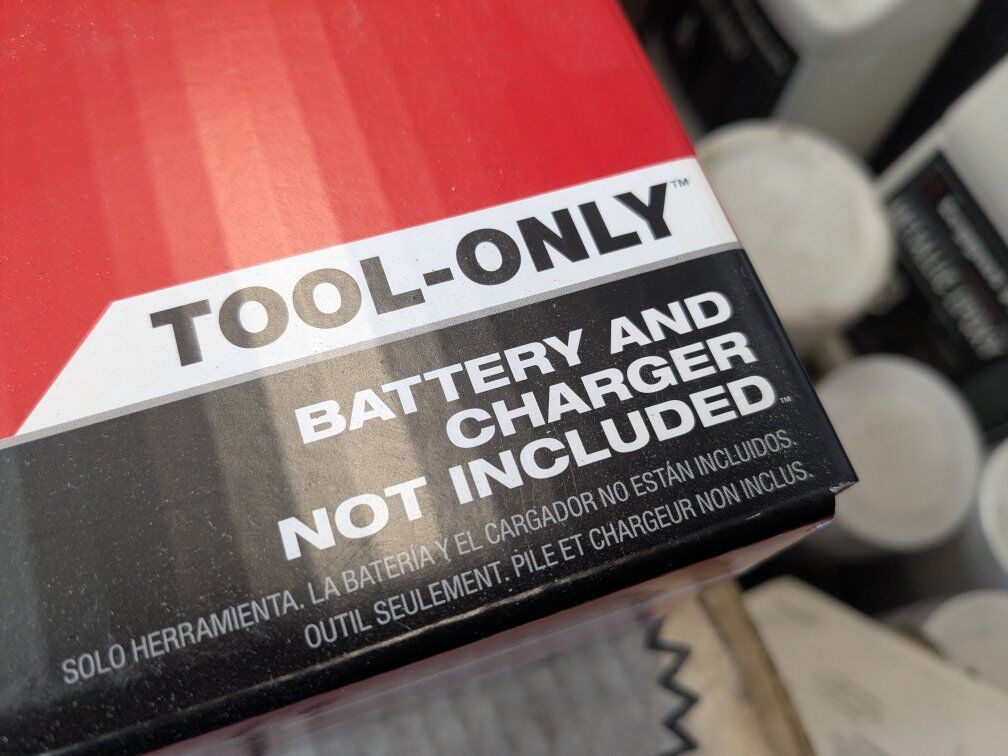 TOOL-ONLY™
BATTERY AND
CHARGER
NOT INCLUDED™
SOLO HERRAMIENTA. LA BATERÍA Y EL CARGADOR NO ESTÁN INCLUIDOS.
OUTIL SEULEMENT. PILE ET CHARGEUR NON INCLUS.